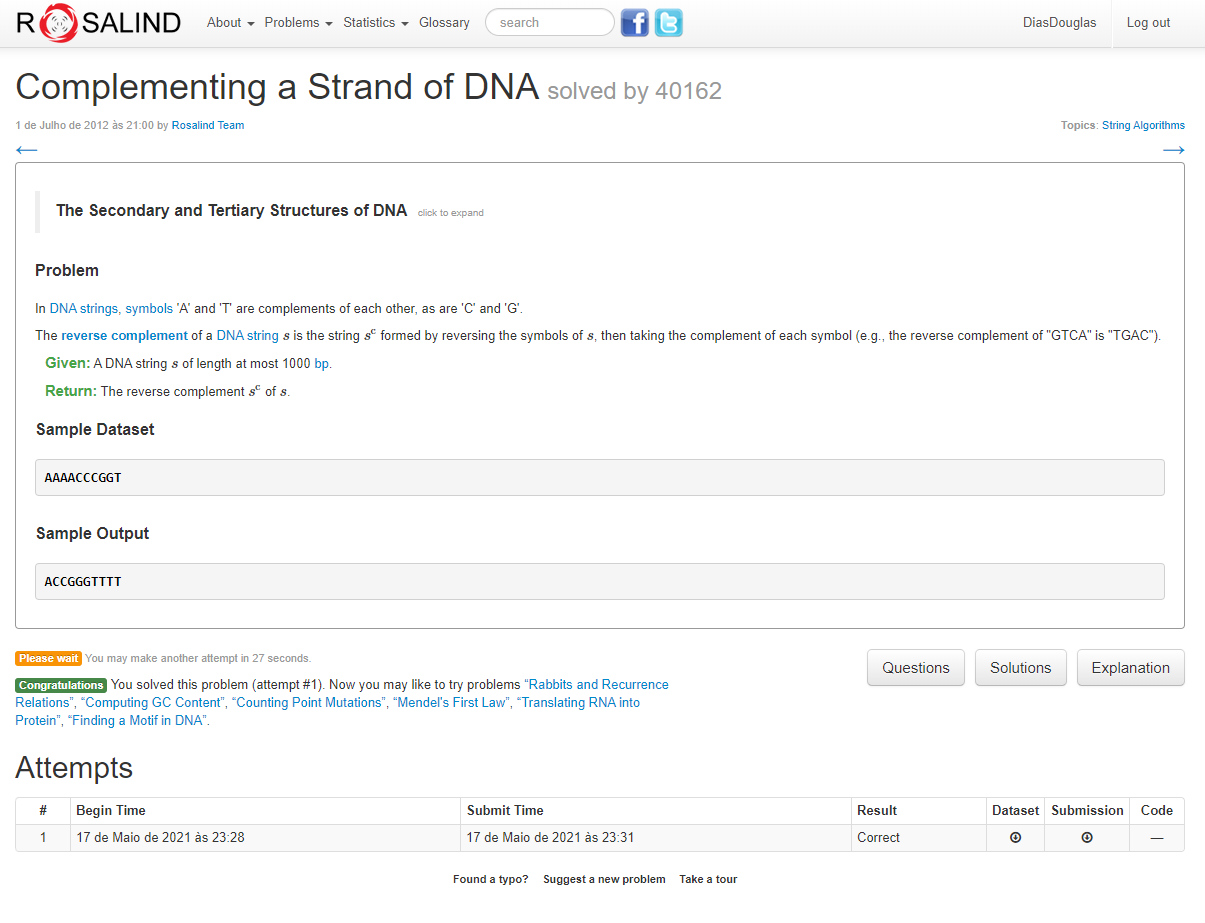 ROSALIND About Problems Statistics Glossary search DiasDouglas Log out
Complementing a Strand of DNA solved by 40162
1 de Julho de 2012 às 21:00 by Rosalind Team Topics: String Algorithms
← →
The Secondary and Tertiary Structures of DNA click to expand
Problem
In DNA strings, symbols 'A' and 'T' are complements of each other, as are 'C' and 'G'.
The reverse complement of a DNA string s is the string sᶜ formed by reversing the symbols of s, then taking the complement of each symbol (e.g., the reverse complement of "GTCA" is "TGAC").
Given: A DNA string s of length at most 1000 bp.
Return: The reverse complement sᶜ of s.
Sample Dataset
AAAACCCGGT
Sample Output
ACCGGGTTTT
Please wait You may make another attempt in 27 seconds.
Questions Solutions Explanation
Congratulations You solved this problem (attempt #1). Now you may like to try problems “Rabbits and Recurrence
Relations”, “Computing GC Content”, “Counting Point Mutations”, “Mendel's First Law”, “Translating RNA into
Protein”, “Finding a Motif in DNA”.
Attempts
# Begin Time Submit Time Result Dataset Submission Code
1 17 de Maio de 2021 às 23:28 17 de Maio de 2021 às 23:31 Correct —
Found a typo? Suggest a new problem Take a tour